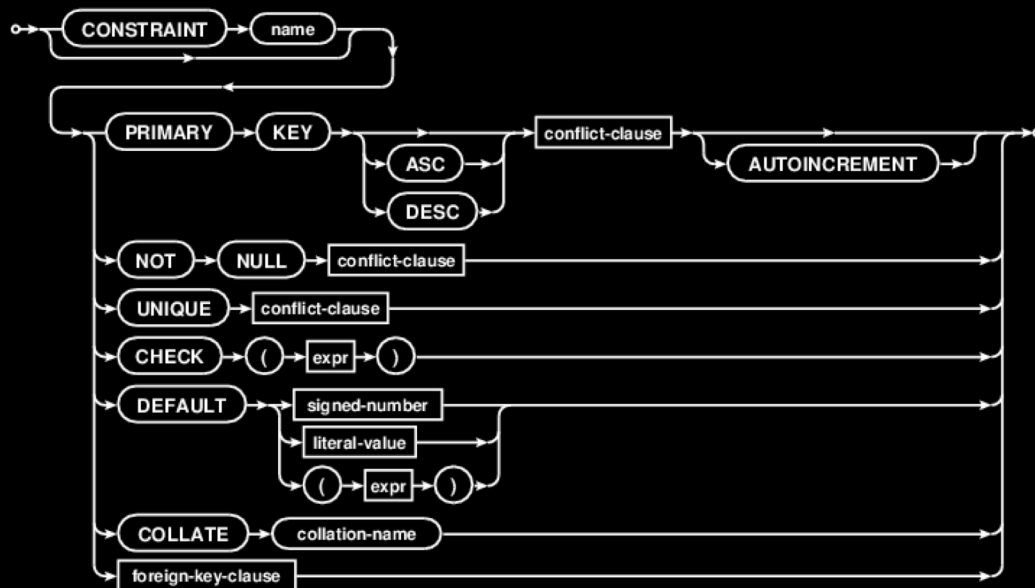 CONSTRAINT name
PRIMARY KEY conflict-clause
ASC AUTOINCREMENT
DESC
NOT NULL conflict-clause
UNIQUE conflict-clause
CHECK ( expr )
DEFAULT signed-number
literal-value
( expr )
COLLATE collation-name
foreign-key-clause